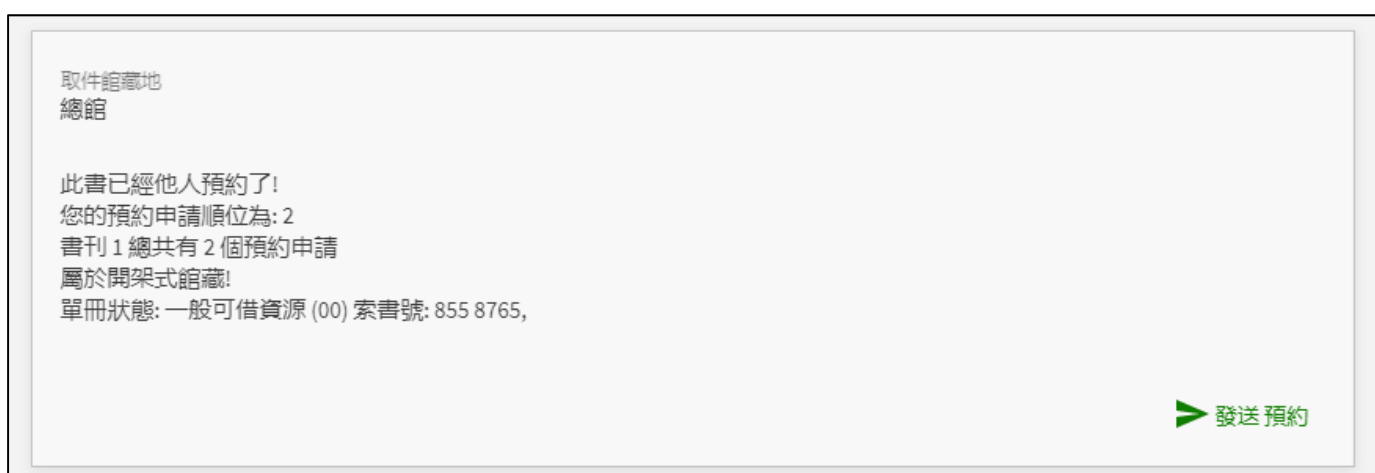 取件館藏地
總館
此書已經他人預約了!
您的預約申請順位為: 2
書刊 1 總共有 2 個預約申請
屬於開架式館藏!
單冊狀態: 一般可借資源 (00) 索書號: 855 8765,
發送 預約